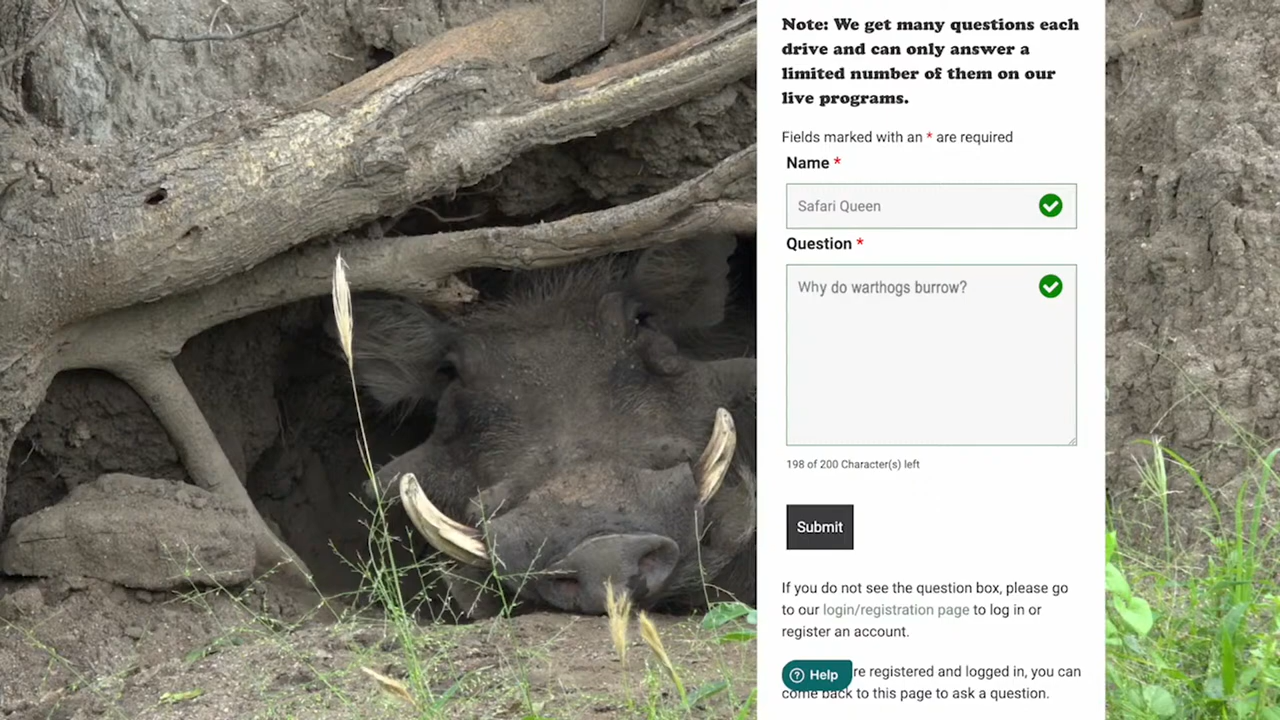 Note: We get many questions each
drive and can only answer a
limited number of them on our
live programs.
Fields marked with an * are required
Name *
Safari Queen
Question *
Why do warthogs burrow?
198 of 200 Character(s) left
Submit
If you do not see the question box, please go
to our login/registration page to log in or
register an account.
re registered and logged in, you can
Help
come back to this page to ask a question.